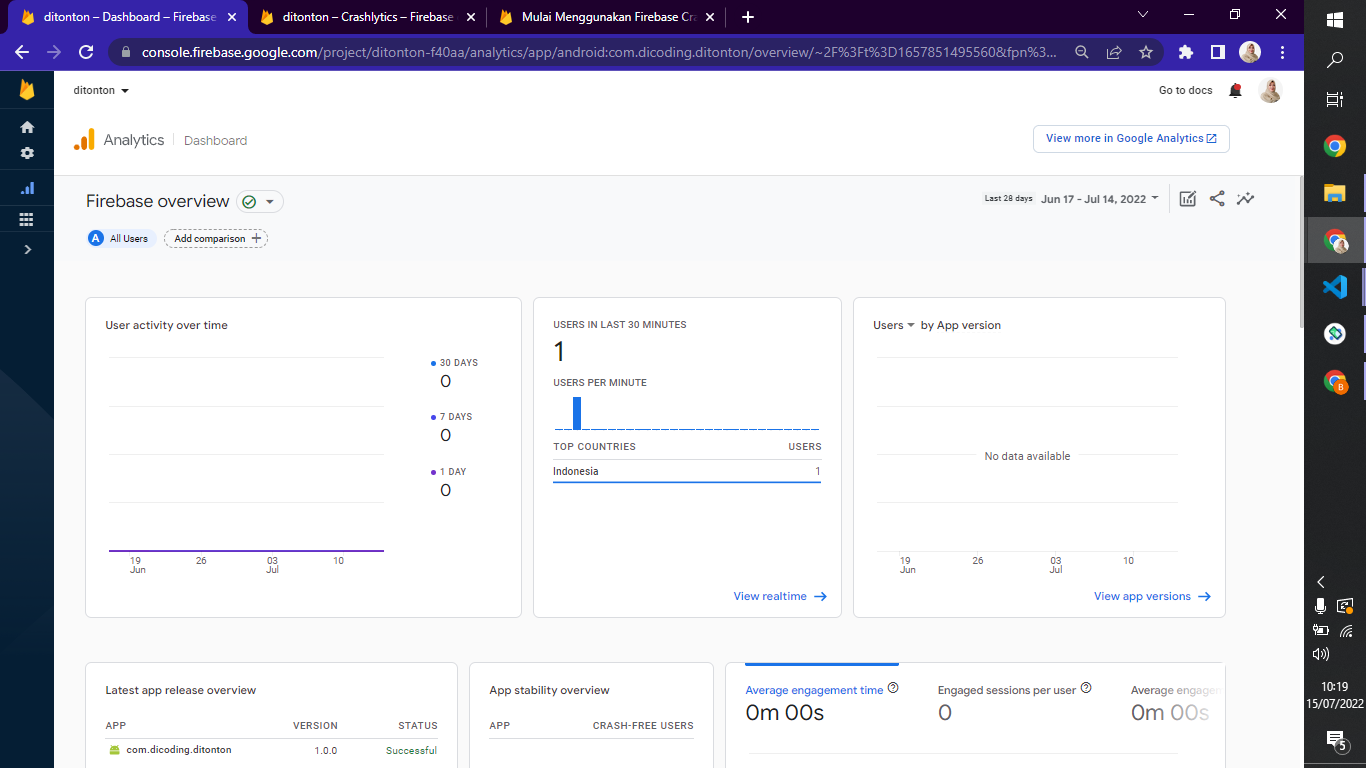 ditonton – Dashboard – Firebase
ditonton – Crashlytics – Firebase
Mulai Menggunakan Firebase Cra
console.firebase.google.com/project/ditonton-f40aa/analytics/app/android:com.dicoding.ditonton/overview/~2F%3Ft%3D1657851495560&fpn%3...
ditonton
Go to docs
Analytics
Dashboard
View more in Google Analytics
Firebase overview
Last 28 days
Jun 17 - Jul 14, 2022
A All Users
Add comparison
User activity over time
30 DAYS
0
7 DAYS
0
1 DAY
0
19 Jun
26
03 Jul
10
USERS IN LAST 30 MINUTES
1
USERS PER MINUTE
TOP COUNTRIES USERS
Indonesia 1
View realtime
Users by App version
No data available
19 Jun
26
03 Jul
10
View app versions
Latest app release overview
APP VERSION STATUS
com.dicoding.ditonton 1.0.0 Successful
App stability overview
APP CRASH-FREE USERS
Average engagement time
0m 00s
Engaged sessions per user
0
Average engagen
0m 00s
B
10:19
15/07/2022
5